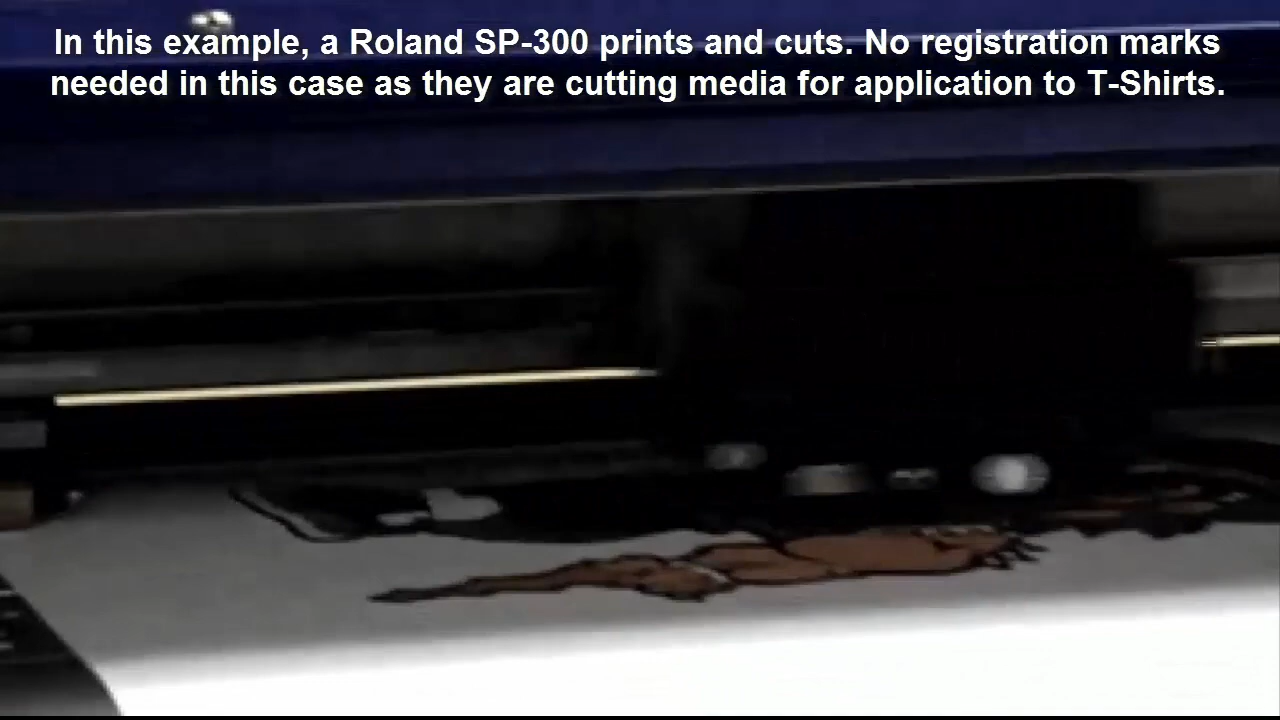 In this example, a Roland SP-300 prints and cuts. No registration marks
needed in this case as they are cutting media for application to T-Shirts.